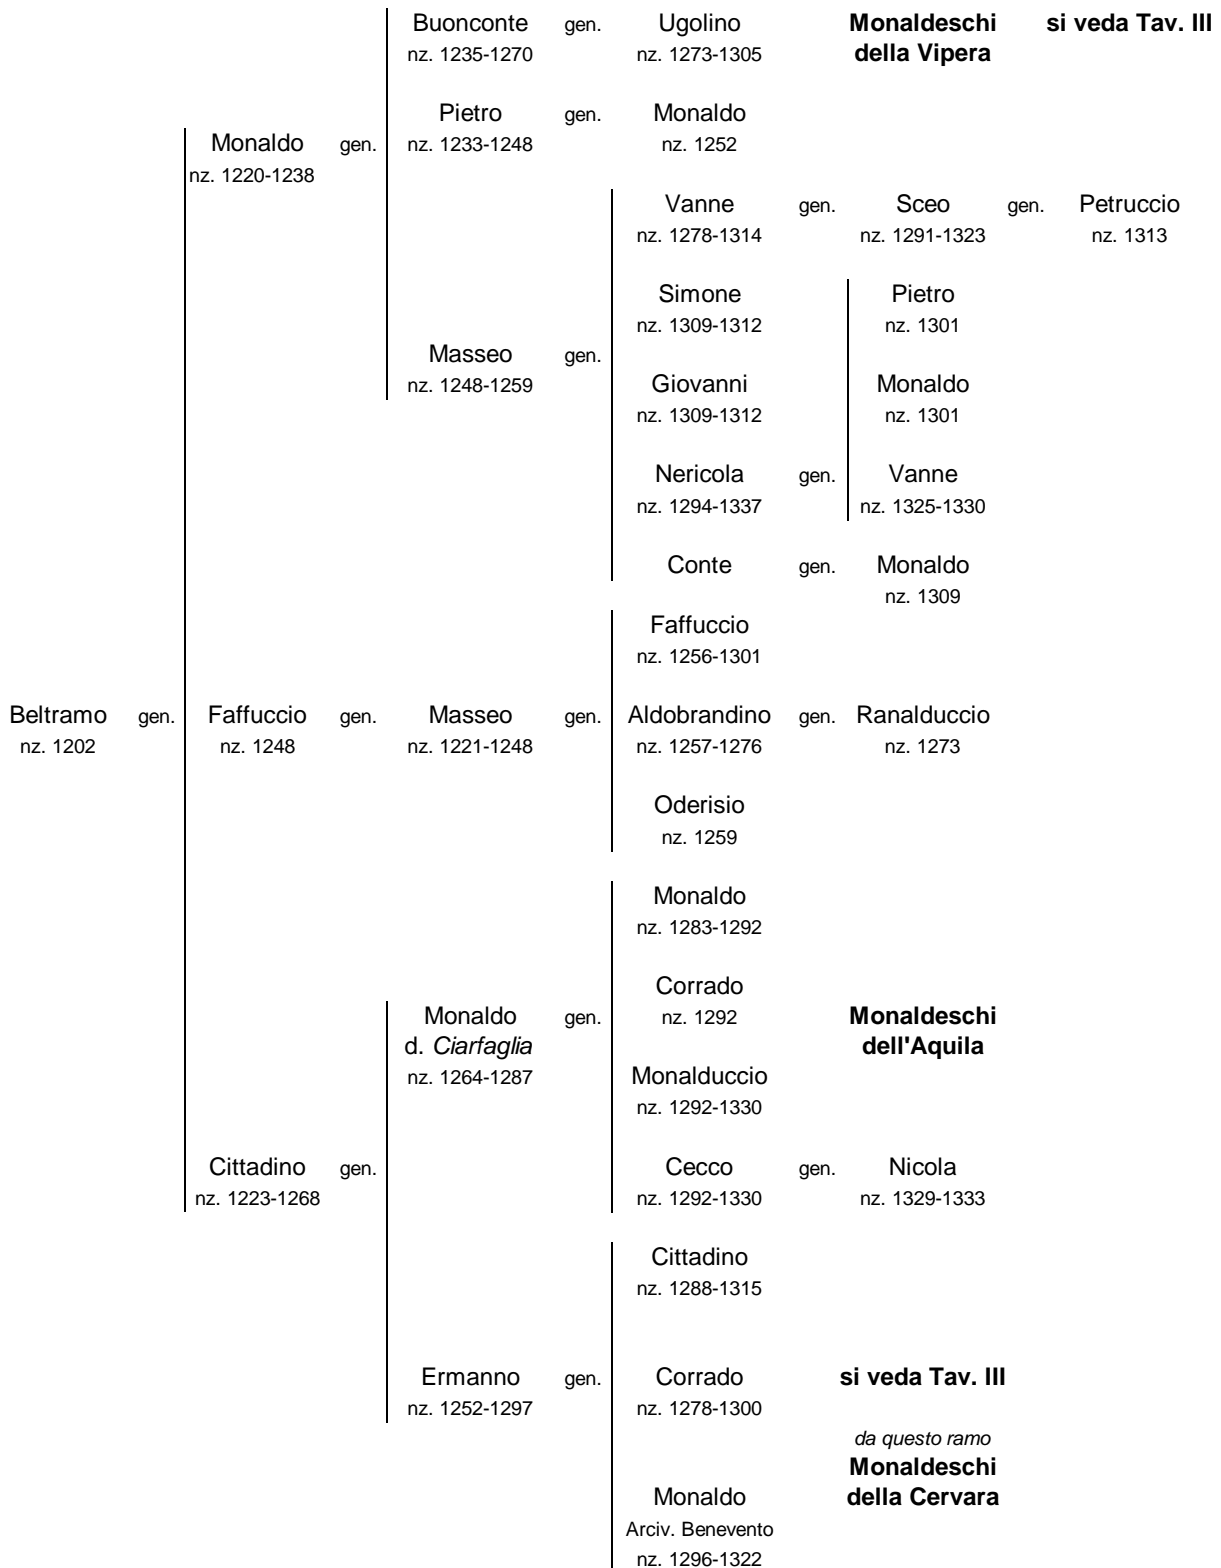 Buonconte gen. Ugolino Monaldeschi si veda Tav. III
nz. 1235-1270 nz. 1273-1305 della Vipera
Pietro gen. Monaldo
Monaldo gen. nz. 1233-1248 nz. 1252
nz. 1220-1238
Vanne gen. Sceo gen. Petruccio
nz. 1278-1314 nz. 1291-1323 nz. 1313
Simone Pietro
nz. 1309-1312 nz. 1301
Masseo gen.
nz. 1248-1259 Giovanni Monaldo
nz. 1309-1312 nz. 1301
Nericola gen. Vanne
nz. 1294-1337 nz. 1325-1330
Conte gen. Monaldo
nz. 1309
Faffuccio
nz. 1256-1301
Beltramo gen. Faffuccio gen. Masseo gen. Aldobrandino gen. Ranalduccio
nz. 1202 nz. 1248 nz. 1221-1248 nz. 1257-1276 nz. 1273
Oderisio
nz. 1259
Monaldo
nz. 1283-1292
Corrado
Monaldo gen. nz. 1292 Monaldeschi
d. Ciarfaglia dell'Aquila
nz. 1264-1287 Monalduccio
nz. 1292-1330
Cittadino gen. Cecco gen. Nicola
nz. 1223-1268 nz. 1292-1330 nz. 1329-1333
Cittadino
nz. 1288-1315
Ermanno gen. Corrado si veda Tav. III
nz. 1252-1297 nz. 1278-1300
da questo ramo
Monaldeschi
Monaldo della Cervara
Arciv. Benevento
nz. 1296-1322